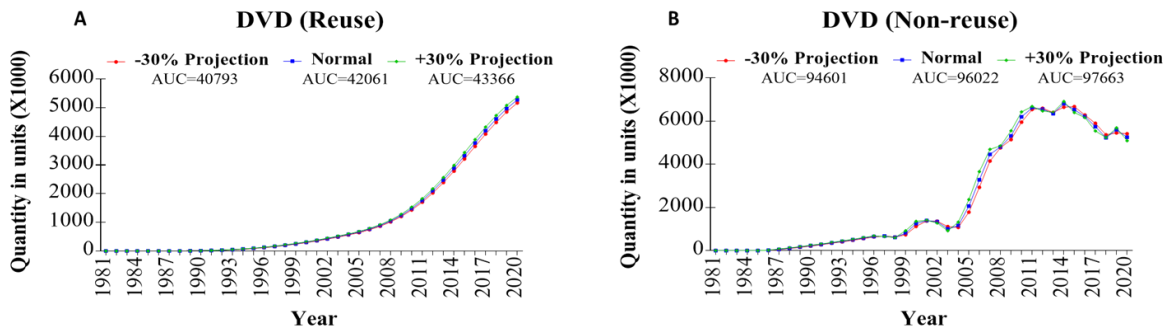 A
DVD (Reuse)
-30% Projection Normal +30% Projection
AUC=40793 AUC=42061 AUC=43366
Quantity in units (X1000)
6000
5000
4000
3000
2000
1000
0
1981 1984 1987 1990 1993 1996 1999 2002 2005 2008 2011 2014 2017 2020
Year
B
DVD (Non-reuse)
-30% Projection Normal +30% Projection
AUC=94601 AUC=96022 AUC=97663
Quantity in units (X1000)
8000
6000
4000
2000
0
1981 1984 1987 1990 1993 1996 1999 2002 2005 2008 2011 2014 2017 2020
Year